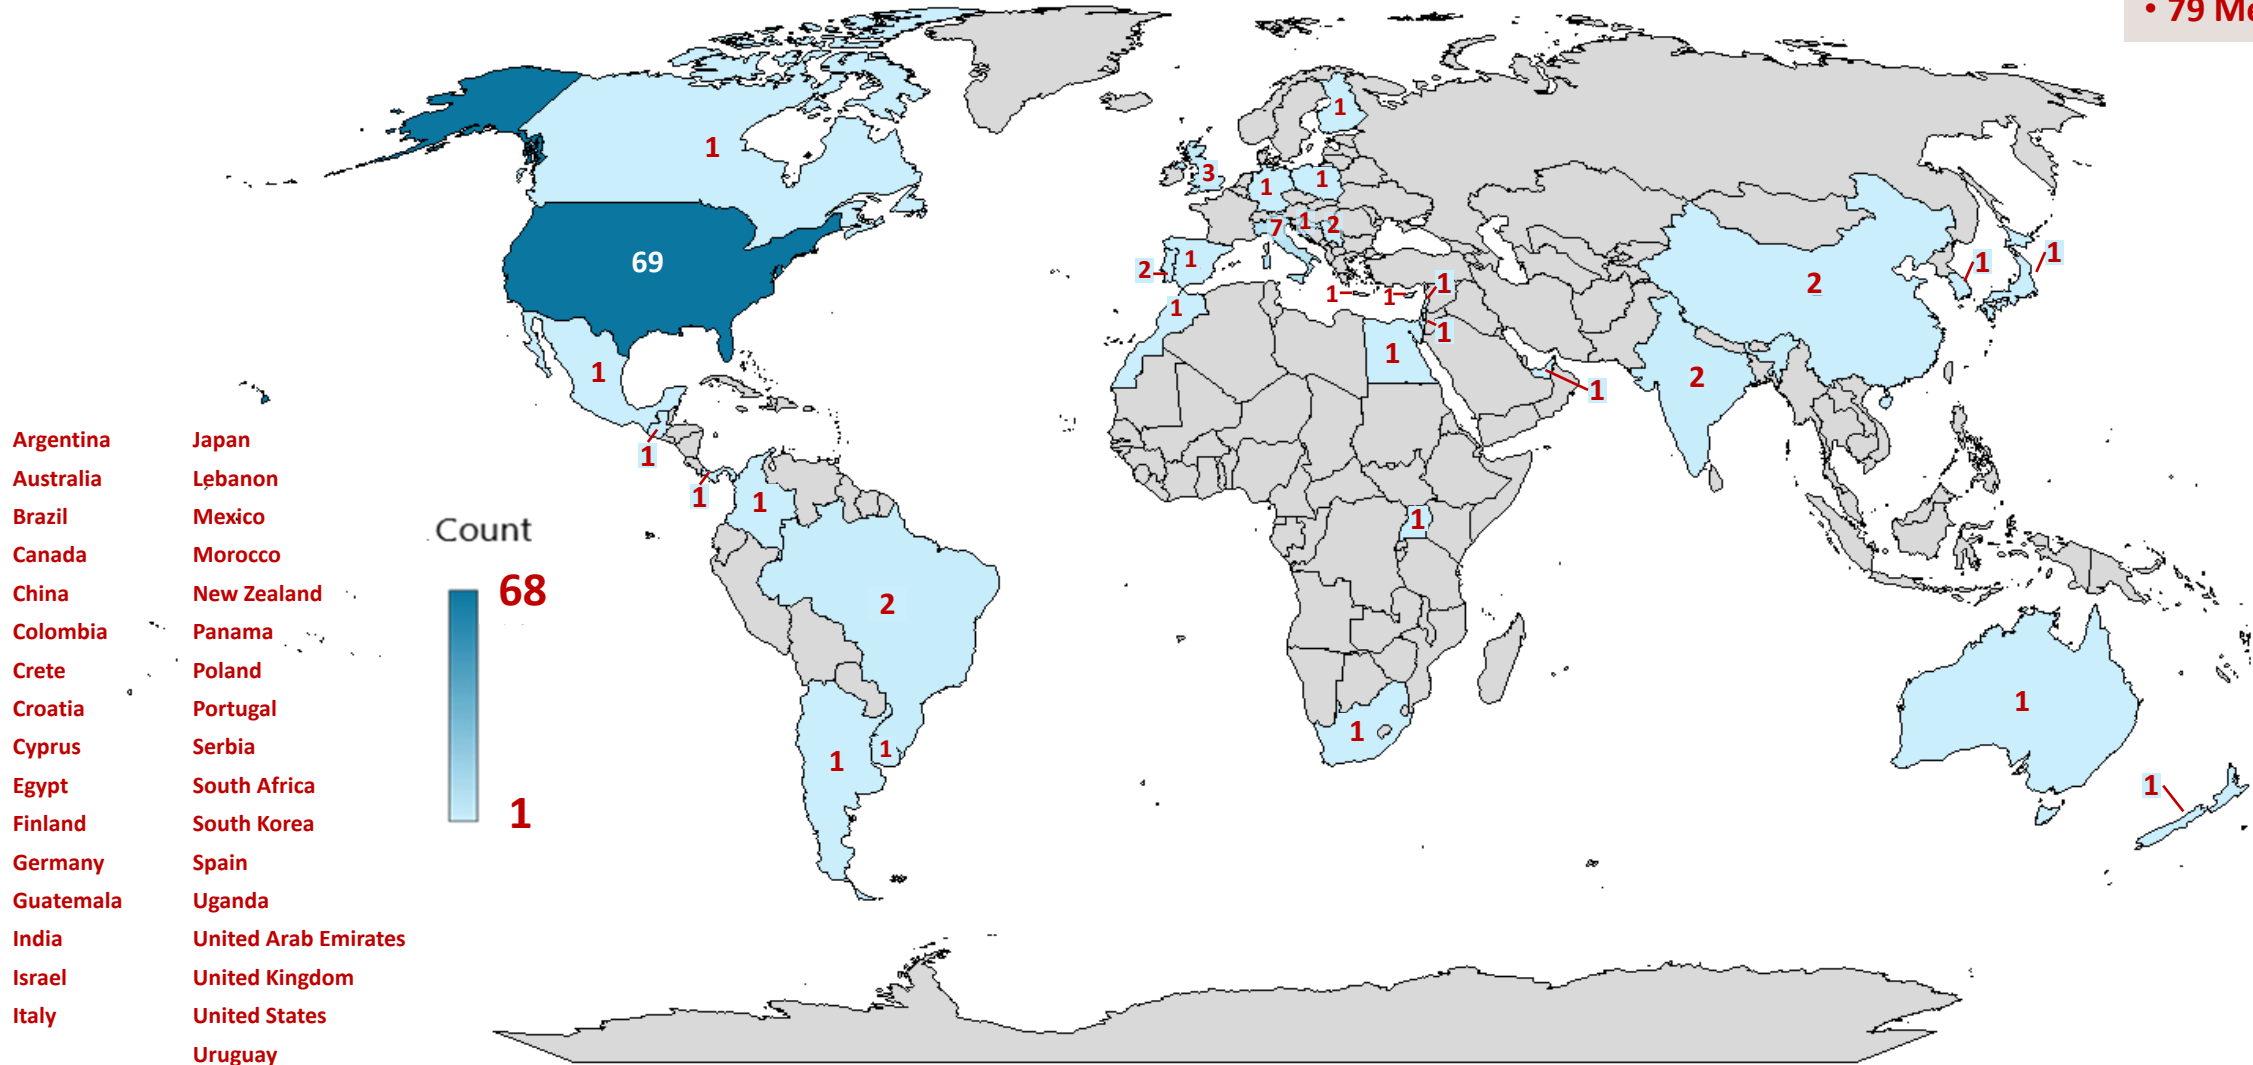 • 79 Me
1
69
1
1
1
1
2
1
1
1
3
1
1
7
1
2
2
1
1
1
1
1
1
1
1
1
1
2
2
1
1
1
1
Argentina Japan
Australia Lebanon
Brazil Mexico
Canada Morocco
China New Zealand
Colombia Panama
Crete Poland
Croatia Portugal
Cyprus Serbia
Egypt South Africa
Finland South Korea
Germany Spain
Guatemala Uganda
India United Arab Emirates
Israel United Kingdom
Italy United States
Uruguay
Count
68
1